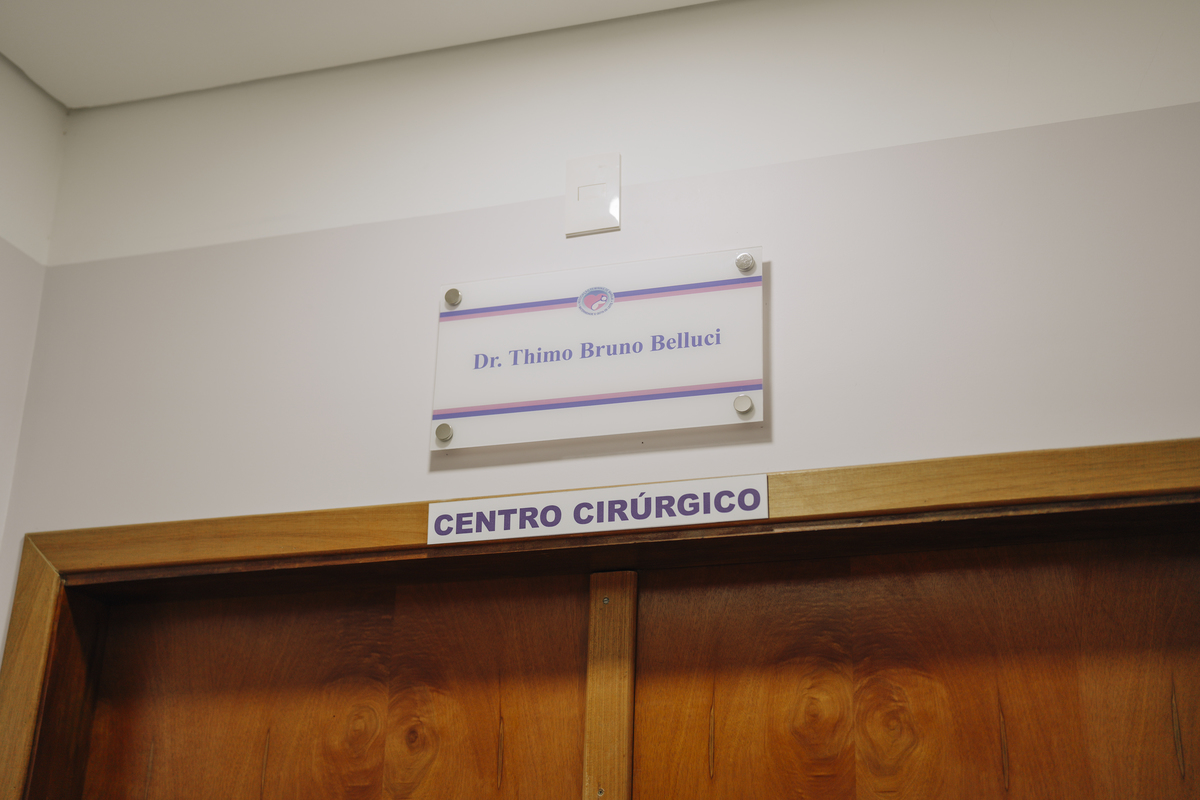 Dr. Thimo Bruno Belluci
CENTRO CIRÚRGICO